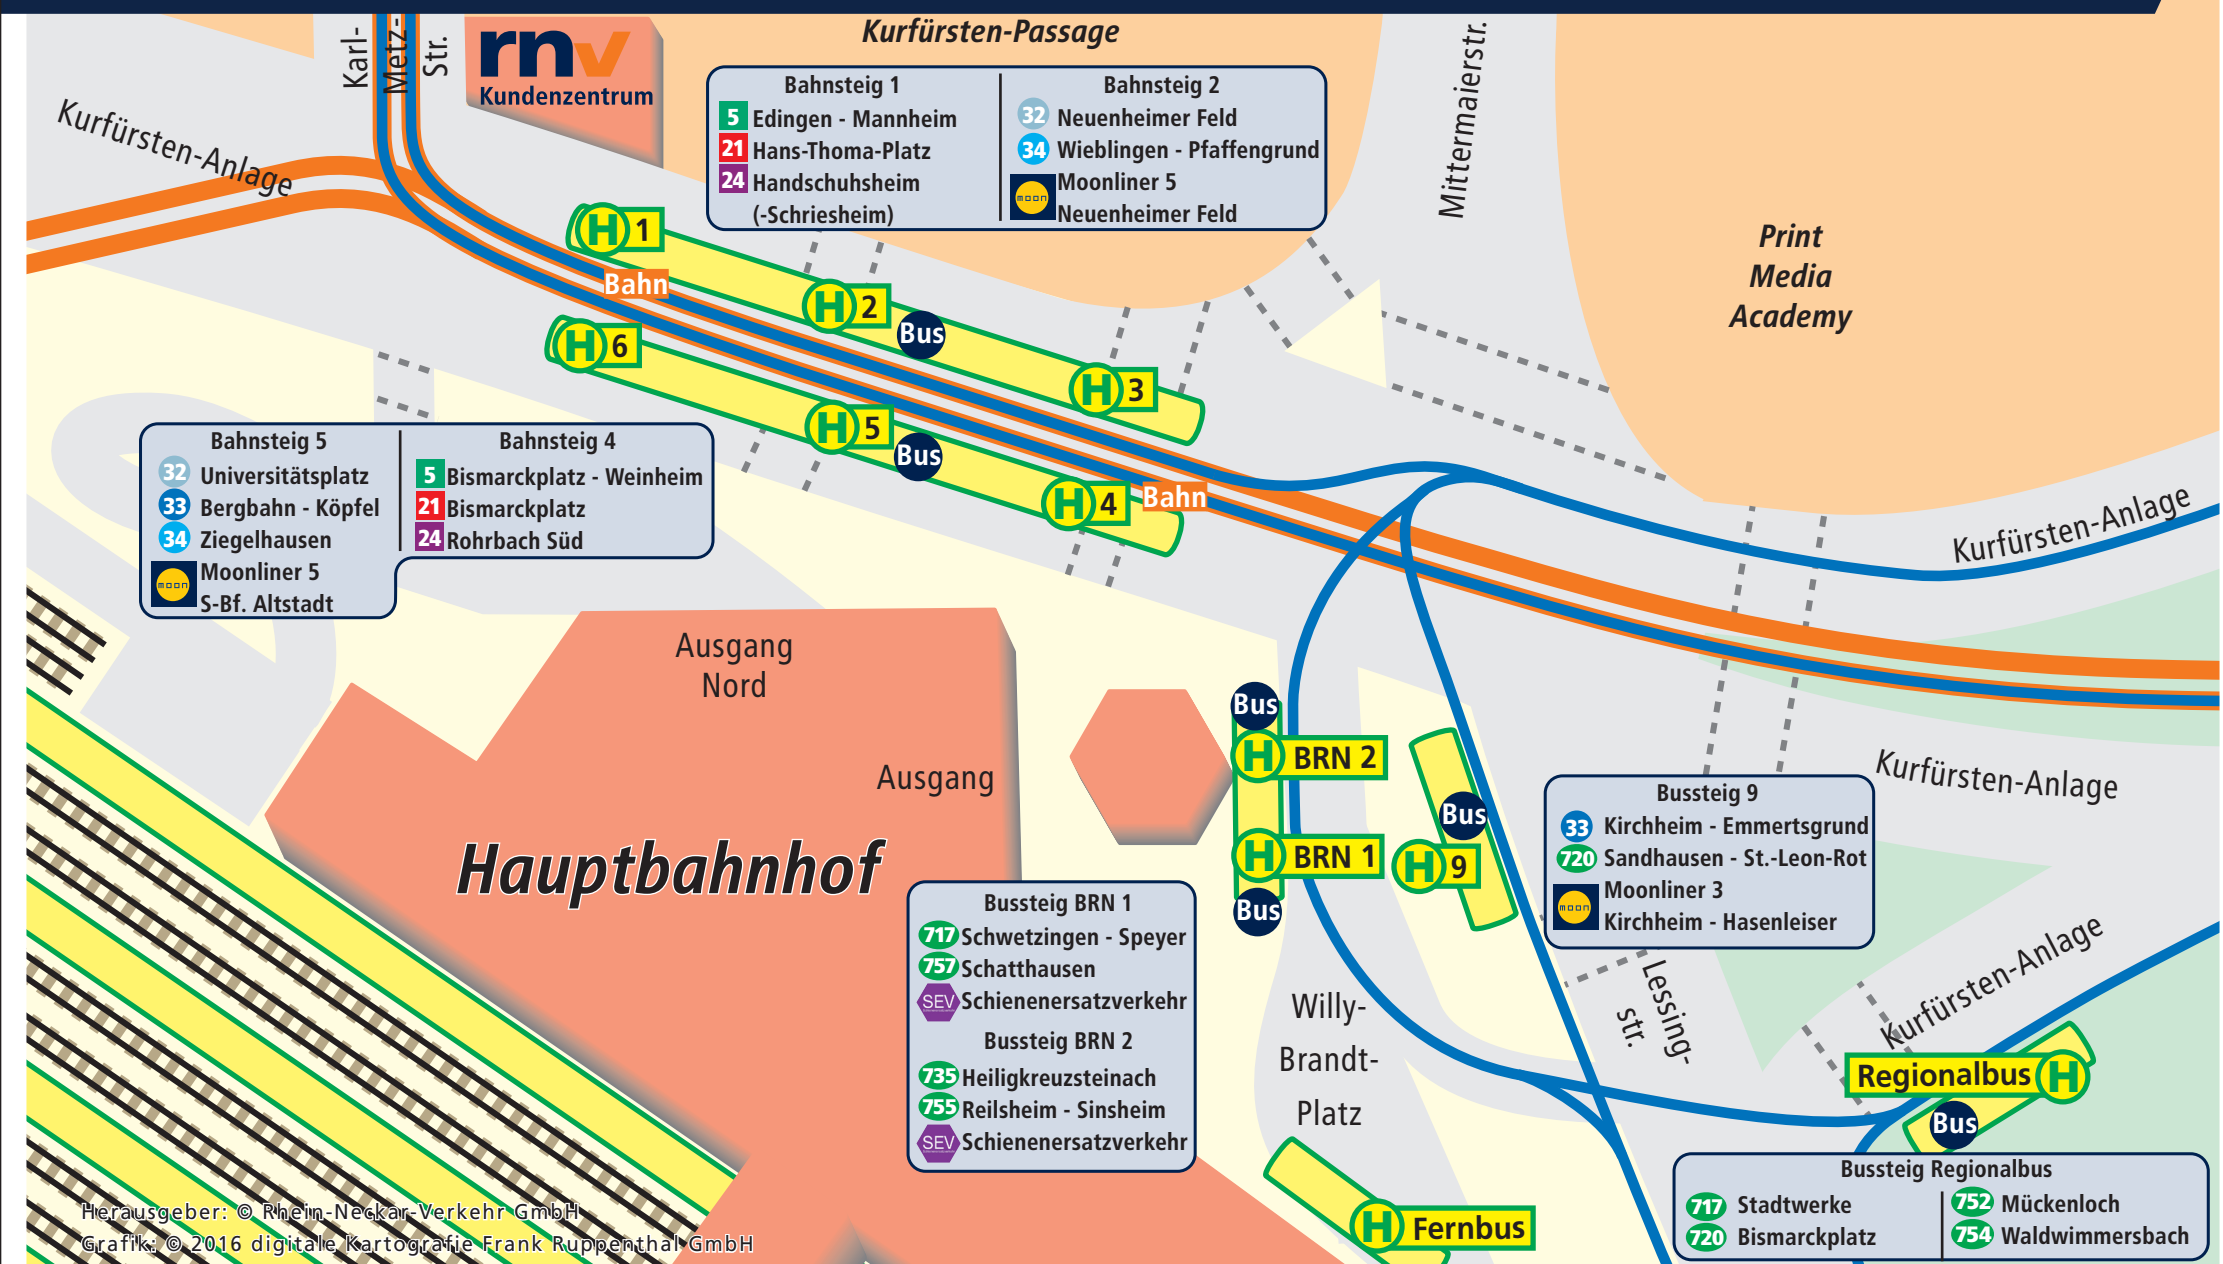 Karl-
Metz-
Str.
rnv
Kundenzentrum
Kurfürsten-Passage
Mittermaierstr.
Kurfürsten-Anlage
Bahnsteig 1
5 Edingen - Mannheim
21 Hans-Thoma-Platz
24 Handschuhsheim
(-Schriesheim)
Bahnsteig 2
32 Neuenheimer Feld
34 Wieblingen - Pfaffengrund
moon Moonliner 5
Neuenheimer Feld
Print
Media
Academy
H 1
Bahn
H 2
Bus
H 3
H 6
H 5
Bus
H 4
Bahn
Bahnsteig 5
32 Universitätsplatz
33 Bergbahn - Köpfel
34 Ziegelhausen
moon Moonliner 5
S-Bf. Altstadt
Bahnsteig 4
5 Bismarckplatz - Weinheim
21 Bismarckplatz
24 Rohrbach Süd
Kurfürsten-Anlage
Ausgang
Nord
Ausgang
Hauptbahnhof
Bus
H BRN 2
H BRN 1
Bus
Bus
H 9
Kurfürsten-Anlage
Bussteig 9
33 Kirchheim - Emmertsgrund
720 Sandhausen - St.-Leon-Rot
moon Moonliner 3
Kirchheim - Hasenleiser
Bussteig BRN 1
717 Schwetzingen - Speyer
757 Schatthausen
SEV Schienenersatzverkehr
Bussteig BRN 2
735 Heiligkreuzsteinach
755 Reilsheim - Sinsheim
SEV Schienenersatzverkehr
Willy-
Brandt-
Platz
Lessing-
str.
Kurfürsten-Anlage
Regionalbus H
Bus
Bussteig Regionalbus
717 Stadtwerke
720 Bismarckplatz
752 Mückenloch
754 Waldwimmersbach
H Fernbus
Herausgeber: © Rhein-Neckar-Verkehr GmbH
Grafik: © 2016 digitale Kartografie Frank Ruppenthal GmbH